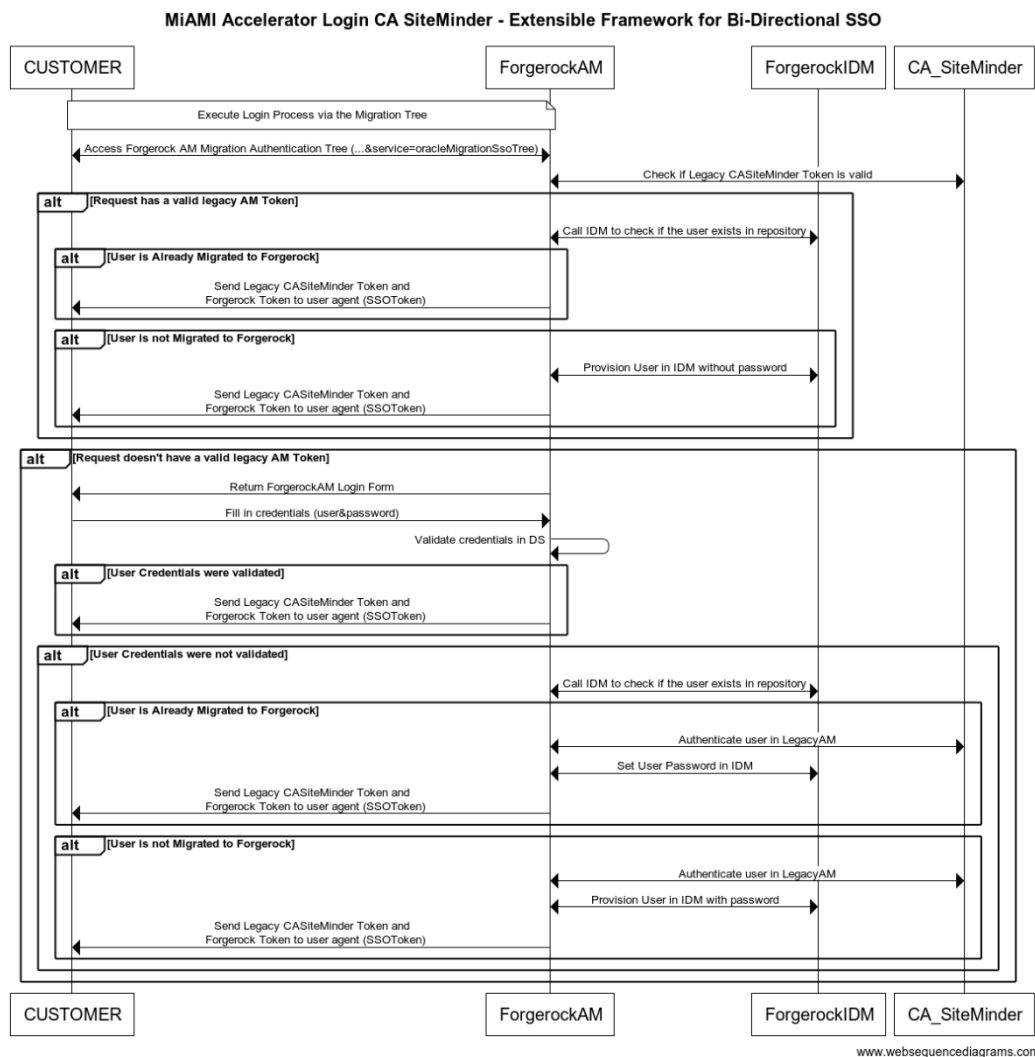 MiAMI Accelerator Login CA SiteMinder - Extensible Framework for Bi-Directional SSO
CUSTOMER
ForgerockAM
ForgerockIDM
CA_SiteMinder
Execute Login Process via the Migration Tree
Access Forgerock AM Migration Authentication Tree (...&service=oracleMigrationSsoTree)
Check if Legacy CASiteMinder Token is valid
alt [Request has a valid legacy AM Token]
Call IDM to check if the user exists in repository
alt [User is Already Migrated to Forgerock]
Send Legacy CASiteMinder Token and
Forgerock Token to user agent (SSOToken)
alt [User is not Migrated to Forgerock]
Provision User in IDM without password
Send Legacy CASiteMinder Token and
Forgerock Token to user agent (SSOToken)
alt [Request doesn't have a valid legacy AM Token]
Return ForgerockAM Login Form
Fill in credentials (user&password)
Validate credentials in DS
alt [User Credentials were validated]
Send Legacy CASiteMinder Token and
Forgerock Token to user agent (SSOToken)
alt [User Credentials were not validated]
Call IDM to check if the user exists in repository
alt [User is Already Migrated to Forgerock]
Authenticate user in LegacyAM
Set User Password in IDM
Send Legacy CASiteMinder Token and
Forgerock Token to user agent (SSOToken)
alt [User is not Migrated to Forgerock]
Authenticate user in LegacyAM
Provision User in IDM with password
Send Legacy CASiteMinder Token and
Forgerock Token to user agent (SSOToken)
CUSTOMER
ForgerockAM
ForgerockIDM
CA_SiteMinder
www.websequencediagrams.com